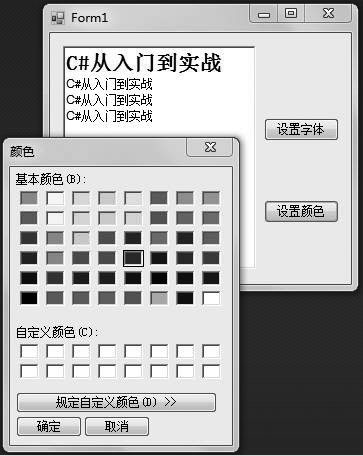 Form1
C#从入门到实战
C#从入门到实战
C#从入门到实战
C#从入门到实战
设置字体
设置颜色
颜色
基本颜色(B):
自定义颜色(C):
规定自定义颜色(D) >>
确定
取消